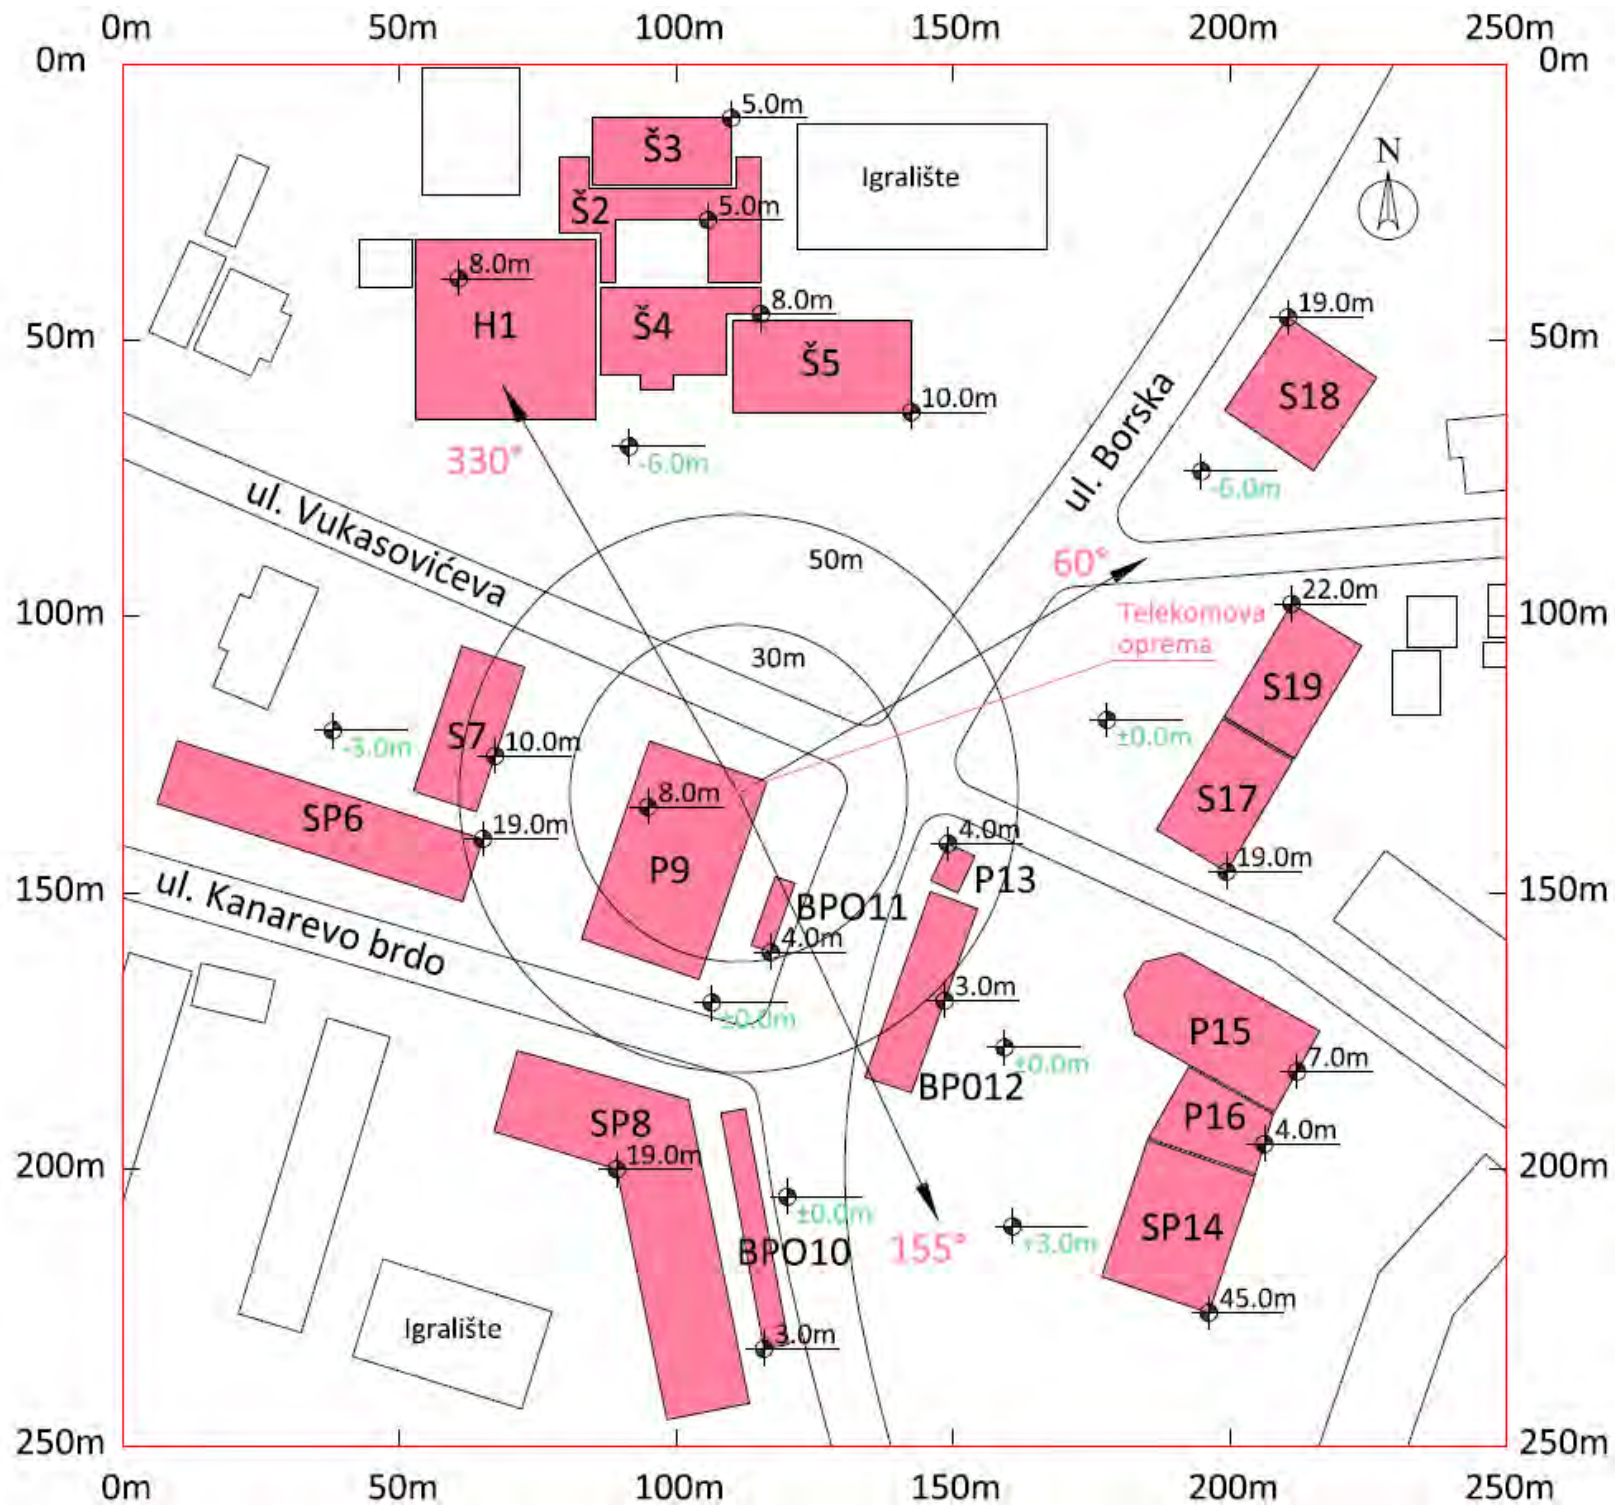 0m 50m 100m 150m 200m 250m
0m 0m
5.0m
Š3
Igralište
N
Š2 5.0m
8.0m
H1
8.0m
Š4
Š5
19.0m
50m 50m
10.0m
S18
330°
-6.0m
-6.0m
ul. Borska
ul. Vukasovićeva
50m
60°
22.0m
100m 100m
Telekomova
oprema
30m
S19
S7
10.0m
-3.0m
±0.0m
8.0m
S17
SP6
19.0m
4.0m
P9
19.0m
P13
150m 150m
BPO11
4.0m
ul. Kanarevo brdo
3.0m
±0.0m
P15
±0.0m
7.0m
BP012
SP8
P16
4.0m
19.0m
200m 200m
±0.0m
SP14
+3.0m
155°
BPO10
45.0m
Igralište
3.0m
250m 250m
0m 50m 100m 150m 200m 250m